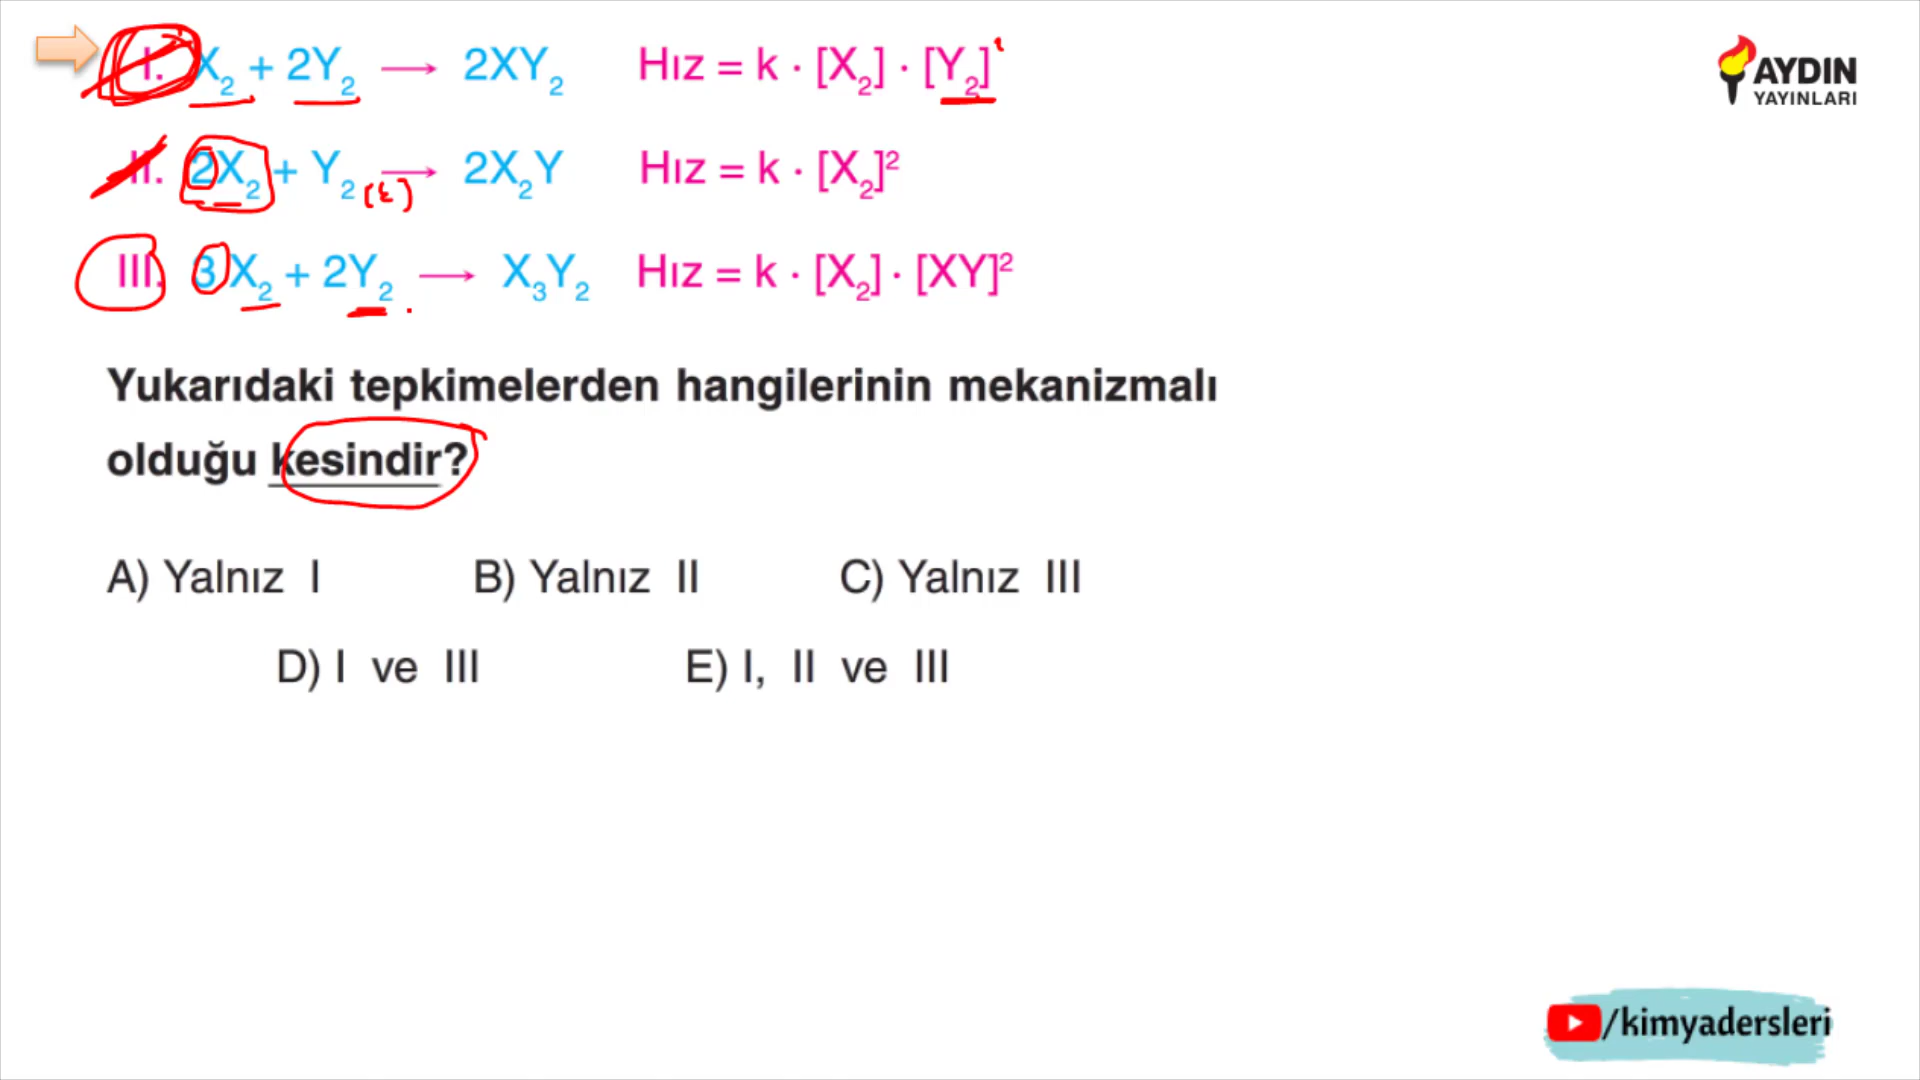 I. X₂ + 2Y₂ → 2XY₂ Hız = k · [X₂] · [Y₂]¹
AYDIN
YAYINLARI
II. 2X₂ + Y₂ (k) → 2X₂Y Hız = k · [X₂]²
III. 3X₂ + 2Y₂ → X₃Y₂ Hız = k · [X₂] · [XY]²
Yukarıdaki tepkimelerden hangilerinin mekanizmalı
olduğu kesindir?
A) Yalnız I B) Yalnız II C) Yalnız III
D) I ve III E) I, II ve III
/kimyadersleri